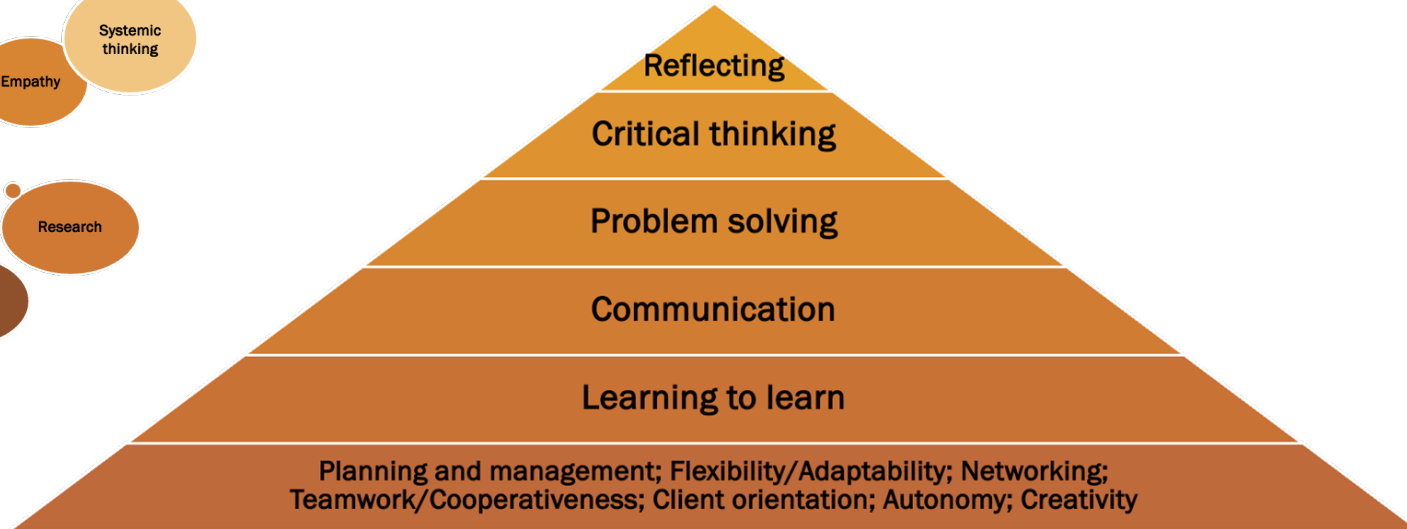 Systemic
thinking
Empathy
Research
Reflecting
Critical thinking
Problem solving
Communication
Learning to learn
Planning and management; Flexibility/Adaptability; Networking;
Teamwork/Cooperativeness; Client orientation; Autonomy; Creativity